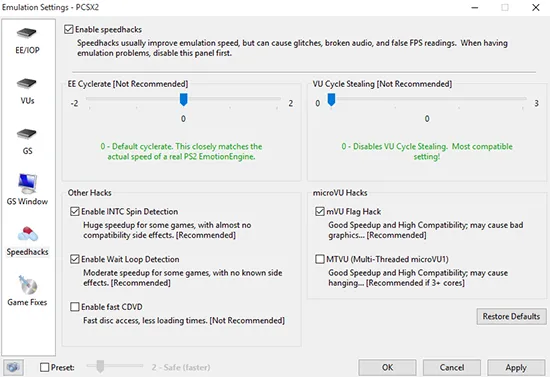 Emulation Settings - PCSX2
EE/IOP
VUs
GS
GS Window
Speedhacks
Game Fixes
Enable speedhacks
Speedhacks usually improve emulation speed, but can cause glitches, broken audio, and false FPS readings. When having
emulation problems, disable this panel first.
EE Cyclerate [Not Recommended]
-2
2
0
0 - Default cyclerate. This closely matches the
actual speed of a real PS2 EmotionEngine.
VU Cycle Stealing [Not Recommended]
0
3
0
0 - Disables VU Cycle Stealing. Most compatible
setting!
Other Hacks
Enable INTC Spin Detection
Huge speedup for some games, with almost no
compatibility side effects. [Recommended]
Enable Wait Loop Detection
Moderate speedup for some games, with no known side
effects. [Recommended]
Enable fast CDVD
Fast disc access, less loading times. [Not Recommended]
microVU Hacks
mVU Flag Hack
Good Speedup and High Compatibility; may cause bad
graphics... [Recommended]
MTVU (Multi-Threaded microVU1)
Good Speedup and High Compatibility; may cause
hanging... [Recommended if 3+ cores]
Restore Defaults
Preset:
2 - Safe (faster)
OK
Cancel
Apply